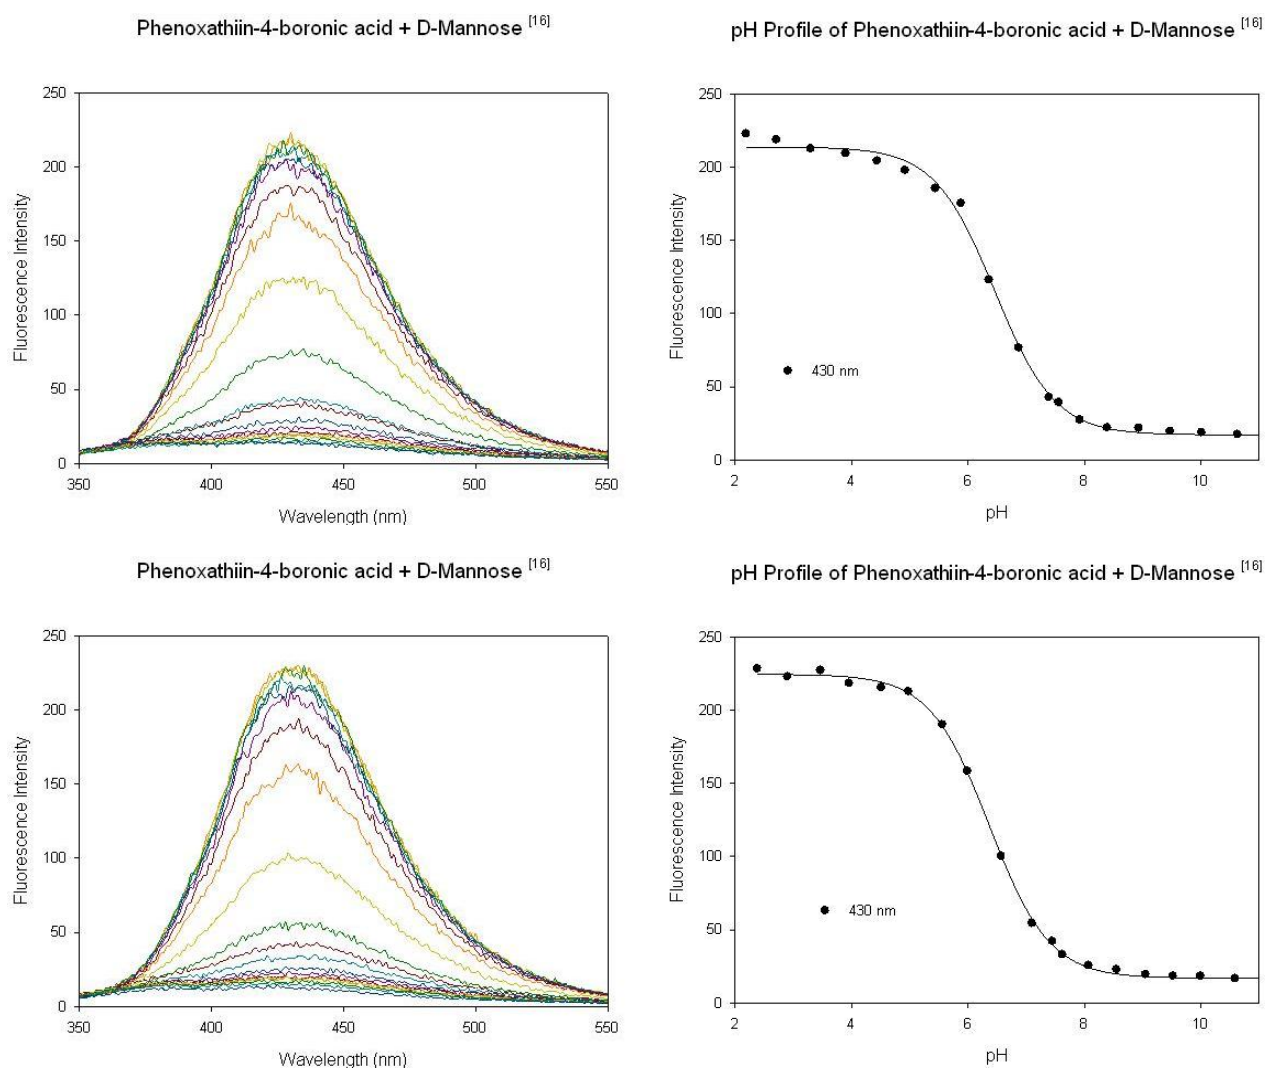 Phenoxathiin-4-boronic acid + D-Mannose [16]
250
200
150
100
50
0
Fluorescence Intensity
350 400 450 500 550
Wavelength (nm)
pH Profile of Phenoxathiin-4-boronic acid + D-Mannose [16]
250
200
150
100
50
0
Fluorescence Intensity
430 nm
2 4 6 8 10
pH
Phenoxathiin-4-boronic acid + D-Mannose [16]
250
200
150
100
50
0
Fluorescence Intensity
350 400 450 500 550
Wavelength (nm)
pH Profile of Phenoxathiin-4-boronic acid + D-Mannose [16]
250
200
150
100
50
0
Fluorescence Intensity
430 nm
2 4 6 8 10
pH